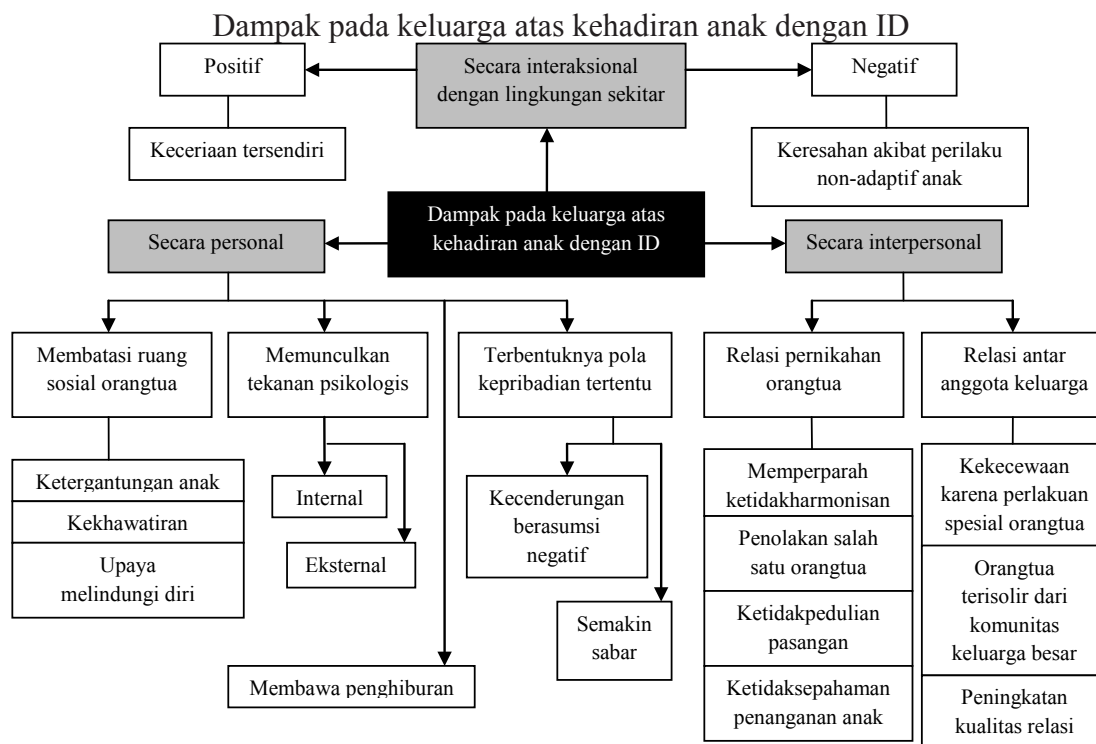 Dampak pada keluarga atas kehadiran anak dengan ID
Positif
Secara interaksional
dengan lingkungan sekitar
Negatif
Keceriaan tersendiri
Keresahan akibat perilaku
non-adaptif anak
Dampak pada keluarga atas
kehadiran anak dengan ID
Secara personal
Secara interpersonal
Membatasi ruang
sosial orangtua
Memunculkan
tekanan psikologis
Terbentuknya pola
kepribadian tertentu
Relasi pernikahan
orangtua
Relasi antar
anggota keluarga
Ketergantungan anak
Kekhawatiran
Upaya
melindungi diri
Internal
Eksternal
Kecenderungan
berasumsi
negatif
Semakin
sabar
Membawa penghiburan
Memperparah
ketidakharmonisan
Penolakan salah
satu orangtua
Ketidakpedulian
pasangan
Ketidaksepahaman
penanganan anak
Kekecewaan
karena perlakuan
spesial orangtua
Orangtua
terisolir dari
komunitas
keluarga besar
Peningkatan
kualitas relasi